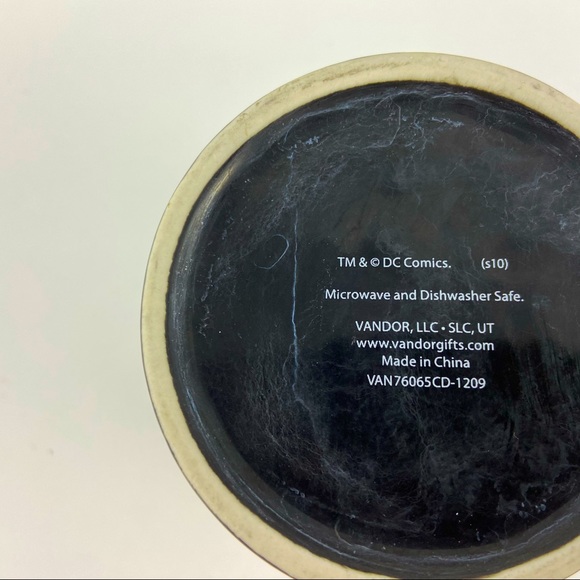 TM & © DC Comics. (s10)
Microwave and Dishwasher Safe.
VANDOR, LLC • SLC, UT
www.vandorgifts.com
Made in China
VAN76065CD-1209